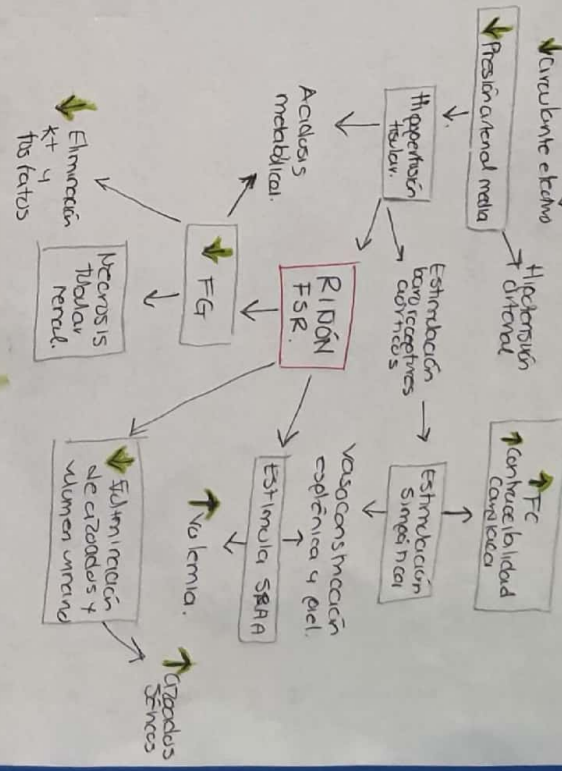 ↓Circulante efectivo
↓Presión arterial media
Hipotensión
arterial
Hipoperfusión
tisular.
Acidosis
metabólica.
Estimulación
baroreceptores
aórticos
Estimulación
simpática
↑FC
↑Contractibilidad
Cardíaca
Vasoconstricción
esplénica y piel.
RIÑÓN
FSR.
Estimula SRAA
↑Volemia.
↓ FG
↓ Eliminación
K+ y
fosfatos
Necrosis
tubular
renal.
↓ Eliminación
de azoados y
volumen urinario
↑azoados
séricos